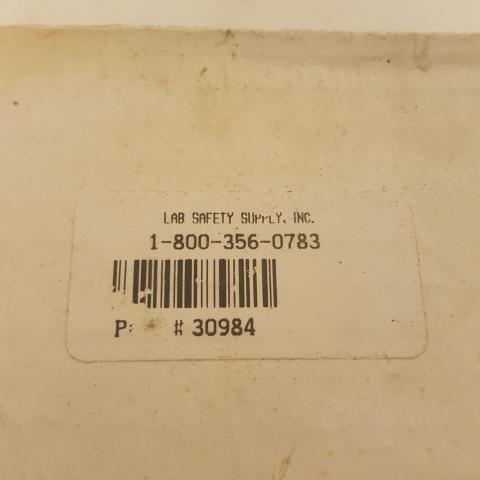 LAB SAFETY SUPPLY, INC.
1-800-356-0783
# 30984